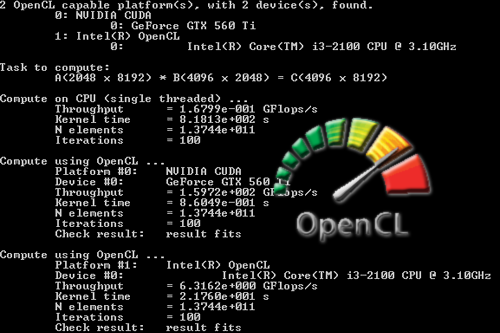 2 OpenCL capable platform(s), with 2 device(s), found.
0: NVIDIA CUDA
0: GeForce GTX 560 Ti
1: Intel(R) OpenCL
0: Intel(R) Core(TM) i3-2100 CPU @ 3.10GHz
Task to compute:
A(2048 x 8192) * B(4096 x 2048) = C(4096 x 8192)
Compute on CPU (single threaded) ...
Throughput = 1.6799e-001 GFlops/s
Kernel time = 8.1813e+002 s
N elements = 1.3744e+011
Iterations = 100
Compute using OpenCL ...
Platform #0: NVIDIA CUDA
Device #0: GeForce GTX 560 Ti
Throughput = 1.5972e+002 GFlops/s
Kernel time = 8.6049e-001 s
N elements = 1.3744e+011
Iterations = 100
Check result: result fits
OpenCL
Compute using OpenCL ...
Platform #1: Intel(R) OpenCL
Device #0: Intel(R) Core(TM) i3-2100 CPU @ 3.10GHz
Throughput = 6.3162e+000 GFlops/s
Kernel time = 2.1760e+001 s
N elements = 1.3744e+011
Iterations = 100
Check result: result fits